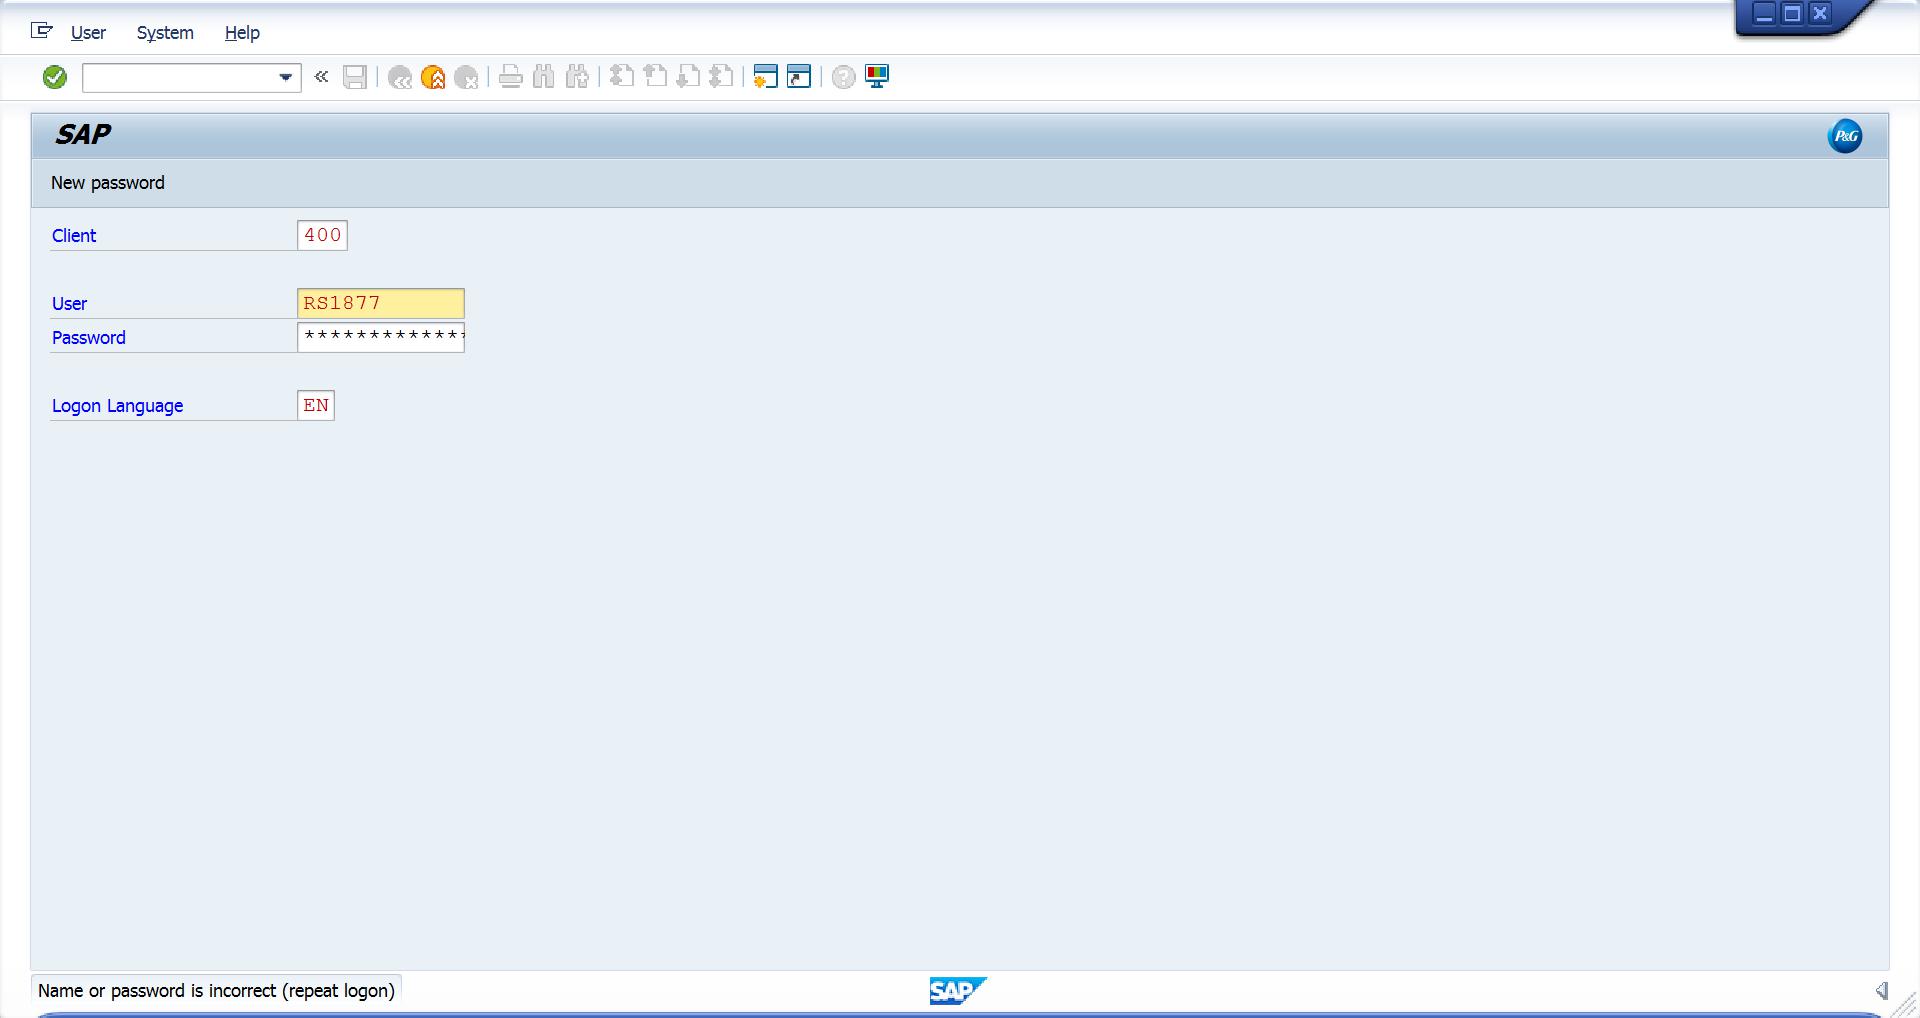 User System Help
SAP
P&G
New password
Client 400
User RS1877
Password *************
Logon Language EN
Name or password is incorrect (repeat logon)
SAP